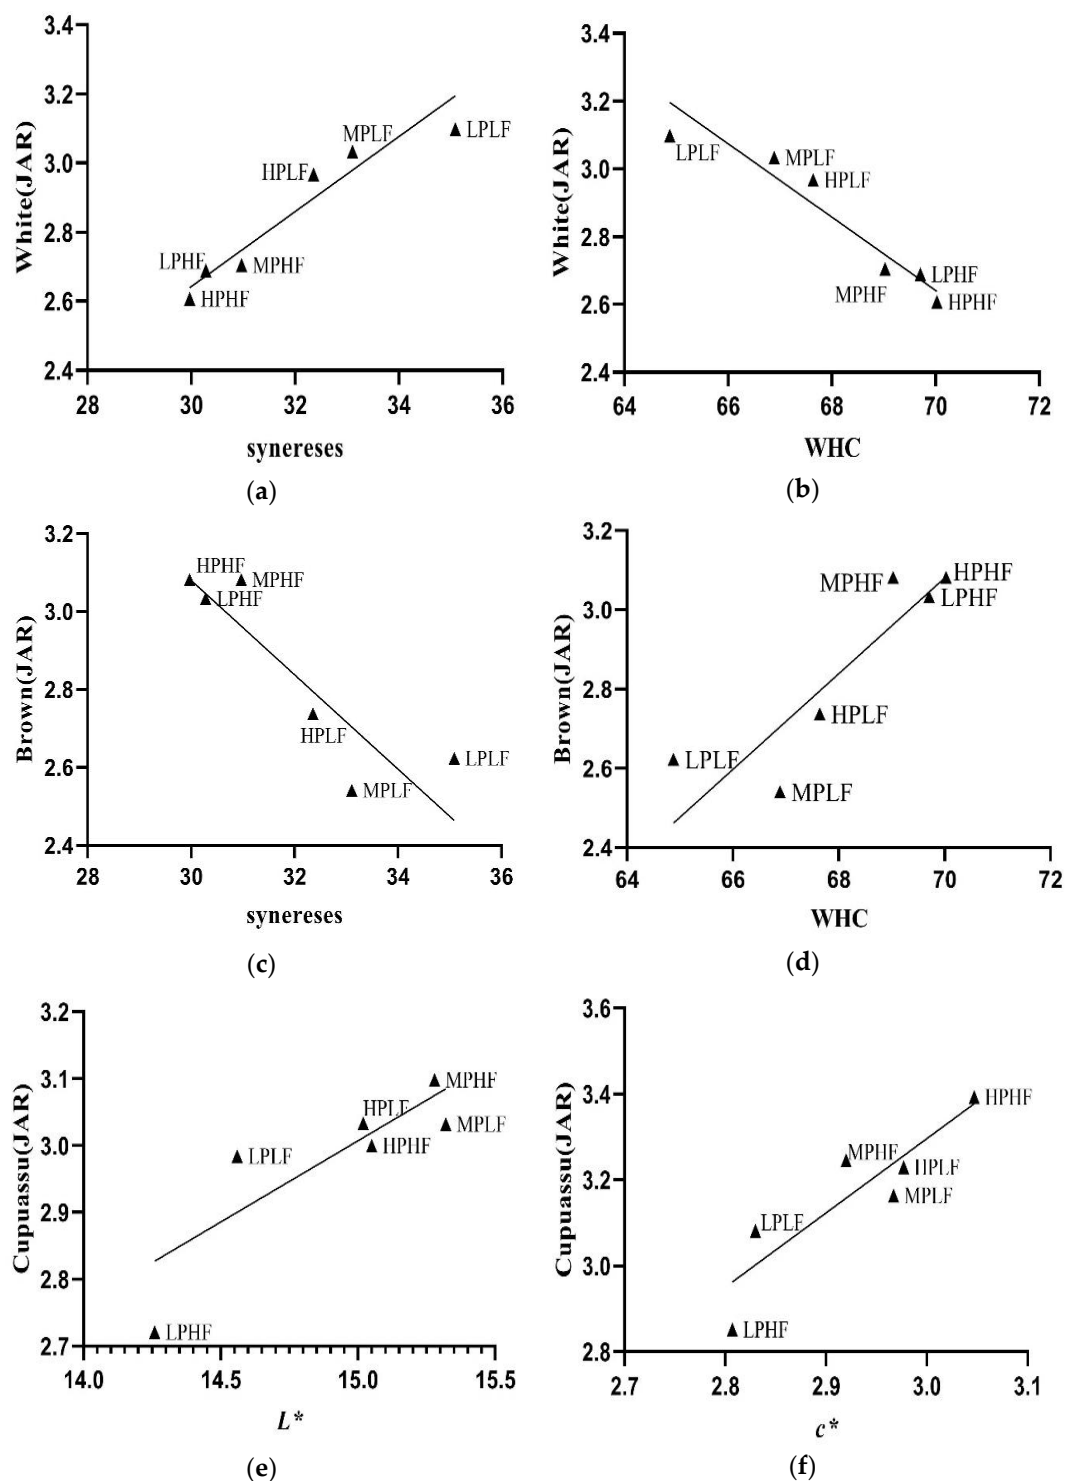 3.4
3.2
3.0
2.8
2.6
2.4
White(JAR)
MPLF
LPLF
HPLF
LPHF
MPHF
HPHF
28 30 32 34 36
synereses
(a)
3.4
3.2
3.0
2.8
2.6
2.4
White(JAR)
LPLF
MPLF
HPLF
MPHF
LPHF
HPHF
64 66 68 70 72
WHC
(b)
3.2
3.0
2.8
2.6
2.4
Brown(JAR)
HPHF
MPHF
LPHF
HPLF
LPLF
MPLF
28 30 32 34 36
synereses
(c)
3.2
3.0
2.8
2.6
2.4
Brown(JAR)
MPHF
HPHF
LPHF
HPLF
LPLF
MPLF
64 66 68 70 72
WHC
(d)
3.2
3.1
3.0
2.9
2.8
2.7
Cupuassu(JAR)
MPHF
HPLF
MPLF
HPHF
LPLF
LPHF
14.0 14.5 15.0 15.5
L*
(e)
3.6
3.4
3.2
3.0
2.8
Cupuassu(JAR)
HPHF
MPHF
HPLF
MPLF
LPLF
LPHF
2.7 2.8 2.9 3.0 3.1
c*
(f)